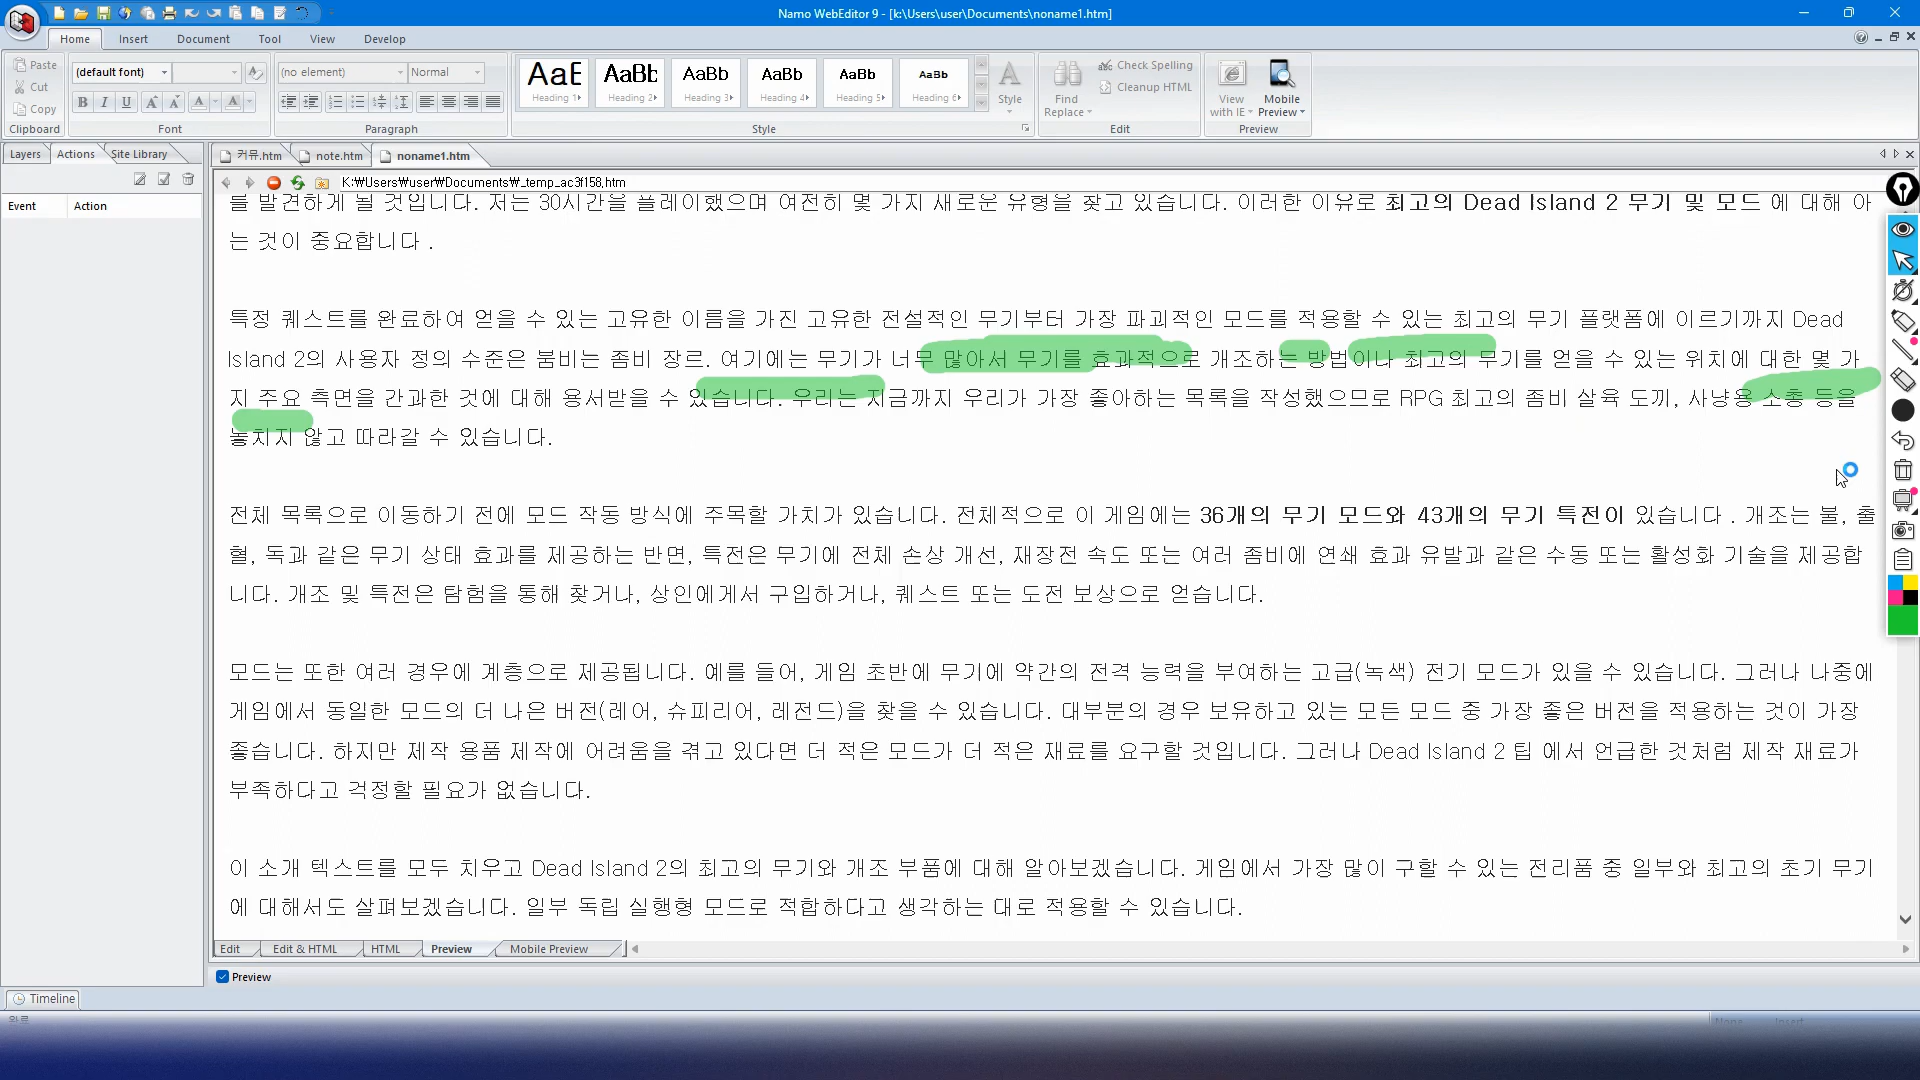 Namo WebEditor 9 - [k:\Users\user\Documents\noname1.htm]
Home Insert Document Tool View Develop
Paste (default font) (no element) Normal AaE AaBb AaBb AaBb AaBb AaBb Check Spelling
Cut Cleanup HTML
Copy B I U A A A A Heading 1 Heading 2 Heading 3 Heading 4 Heading 5 Heading 6 Style Find Replace View with IE Mobile Preview
Clipboard Font Paragraph Style Edit Preview
Layers Actions Site Library 커뮤.htm note.htm noname1.htm
K:₩Users₩user₩Documents₩_temp_ac3f158.htm
Event Action
를 발견하게 될 것입니다. 저는 30시간을 플레이했으며 여전히 몇 가지 새로운 유형을 찾고 있습니다. 이러한 이유로 최고의 Dead Island 2 무기 및 모드 에 대해 아
는 것이 중요합니다 .
특정 퀘스트를 완료하여 얻을 수 있는 고유한 이름을 가진 고유한 전설적인 무기부터 가장 파괴적인 모드를 적용할 수 있는 최고의 무기 플랫폼에 이르기까지 Dead
Island 2의 사용자 정의 수준은 붐비는 좀비 장르. 여기에는 무기가 너무 많아서 무기를 효과적으로 개조하는 방법이나 최고의 무기를 얻을 수 있는 위치에 대한 몇 가
지 주요 측면을 간과한 것에 대해 용서받을 수 있습니다. 우리는 지금까지 우리가 가장 좋아하는 목록을 작성했으므로 RPG 최고의 좀비 살육 도끼, 사냥용 소총 등을
놓치지 않고 따라갈 수 있습니다.
전체 목록으로 이동하기 전에 모드 작동 방식에 주목할 가치가 있습니다. 전체적으로 이 게임에는 36개의 무기 모드와 43개의 무기 특전이 있습니다 . 개조는 불, 출
혈, 독과 같은 무기 상태 효과를 제공하는 반면, 특전은 무기에 전체 손상 개선, 재장전 속도 또는 여러 좀비에 연쇄 효과 유발과 같은 수동 또는 활성화 기술을 제공합
니다. 개조 및 특전은 탐험을 통해 찾거나, 상인에게서 구입하거나, 퀘스트 또는 도전 보상으로 얻습니다.
모드는 또한 여러 경우에 계층으로 제공됩니다. 예를 들어, 게임 초반에 무기에 약간의 전격 능력을 부여하는 고급(녹색) 전기 모드가 있을 수 있습니다. 그러나 나중에
게임에서 동일한 모드의 더 나은 버전(레어, 슈피리어, 레전드)을 찾을 수 있습니다. 대부분의 경우 보유하고 있는 모든 모드 중 가장 좋은 버전을 적용하는 것이 가장
좋습니다. 하지만 제작 용품 제작에 어려움을 겪고 있다면 더 적은 모드가 더 적은 재료를 요구할 것입니다. 그러나 Dead Island 2 팁 에서 언급한 것처럼 제작 재료가
부족하다고 걱정할 필요가 없습니다.
이 소개 텍스트를 모두 치우고 Dead Island 2의 최고의 무기와 개조 부품에 대해 알아보겠습니다. 게임에서 가장 많이 구할 수 있는 전리품 중 일부와 최고의 초기 무기
에 대해서도 살펴보겠습니다. 일부 독립 실행형 모드로 적합하다고 생각하는 대로 적용할 수 있습니다.
Edit Edit & HTML HTML Preview Mobile Preview
Preview
Timeline
완료